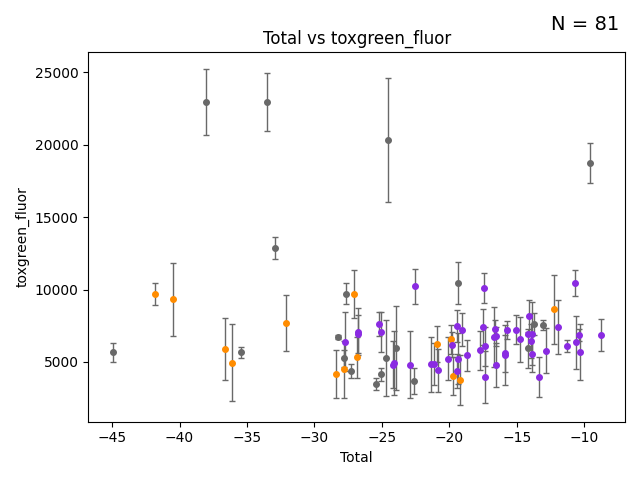 N = 81
Total vs toxgreen_fluor
25000
20000
15000
10000
5000
toxgreen_fluor
−45 −40 −35 −30 −25 −20 −15 −10
Total